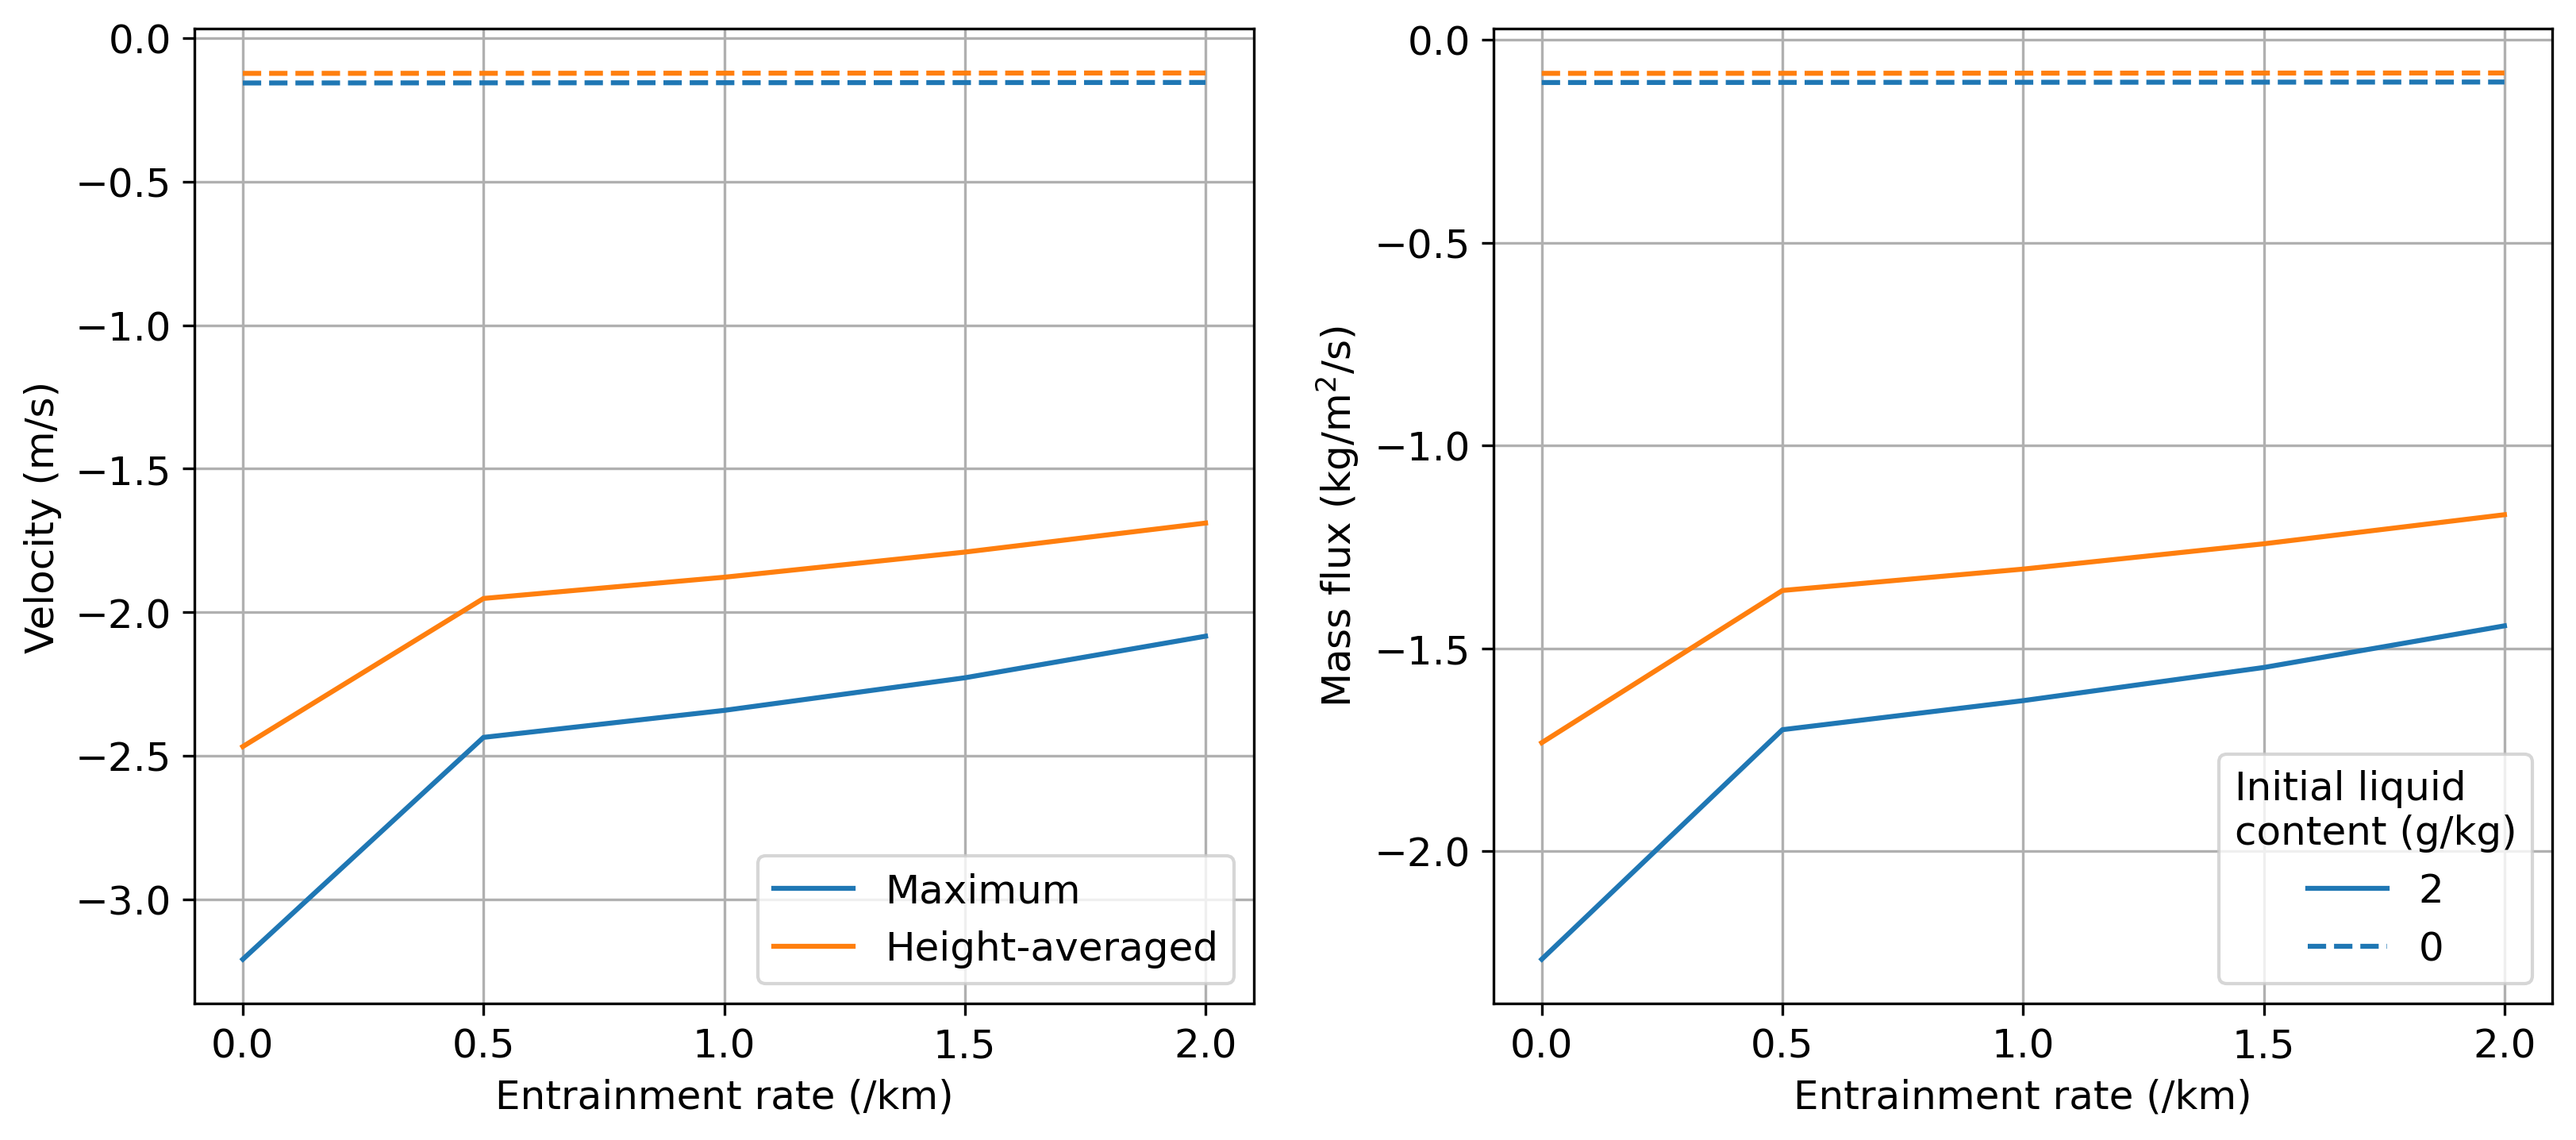 0.0
−0.5
−1.0
−1.5
−2.0
−2.5
−3.0
Velocity (m/s)
0.0 0.5 1.0 1.5 2.0
Entrainment rate (/km)
Maximum
Height-averaged
0.0
−0.5
−1.0
−1.5
−2.0
Mass flux (kg/m²/s)
0.0 0.5 1.0 1.5 2.0
Entrainment rate (/km)
Initial liquid
content (g/kg)
2
0